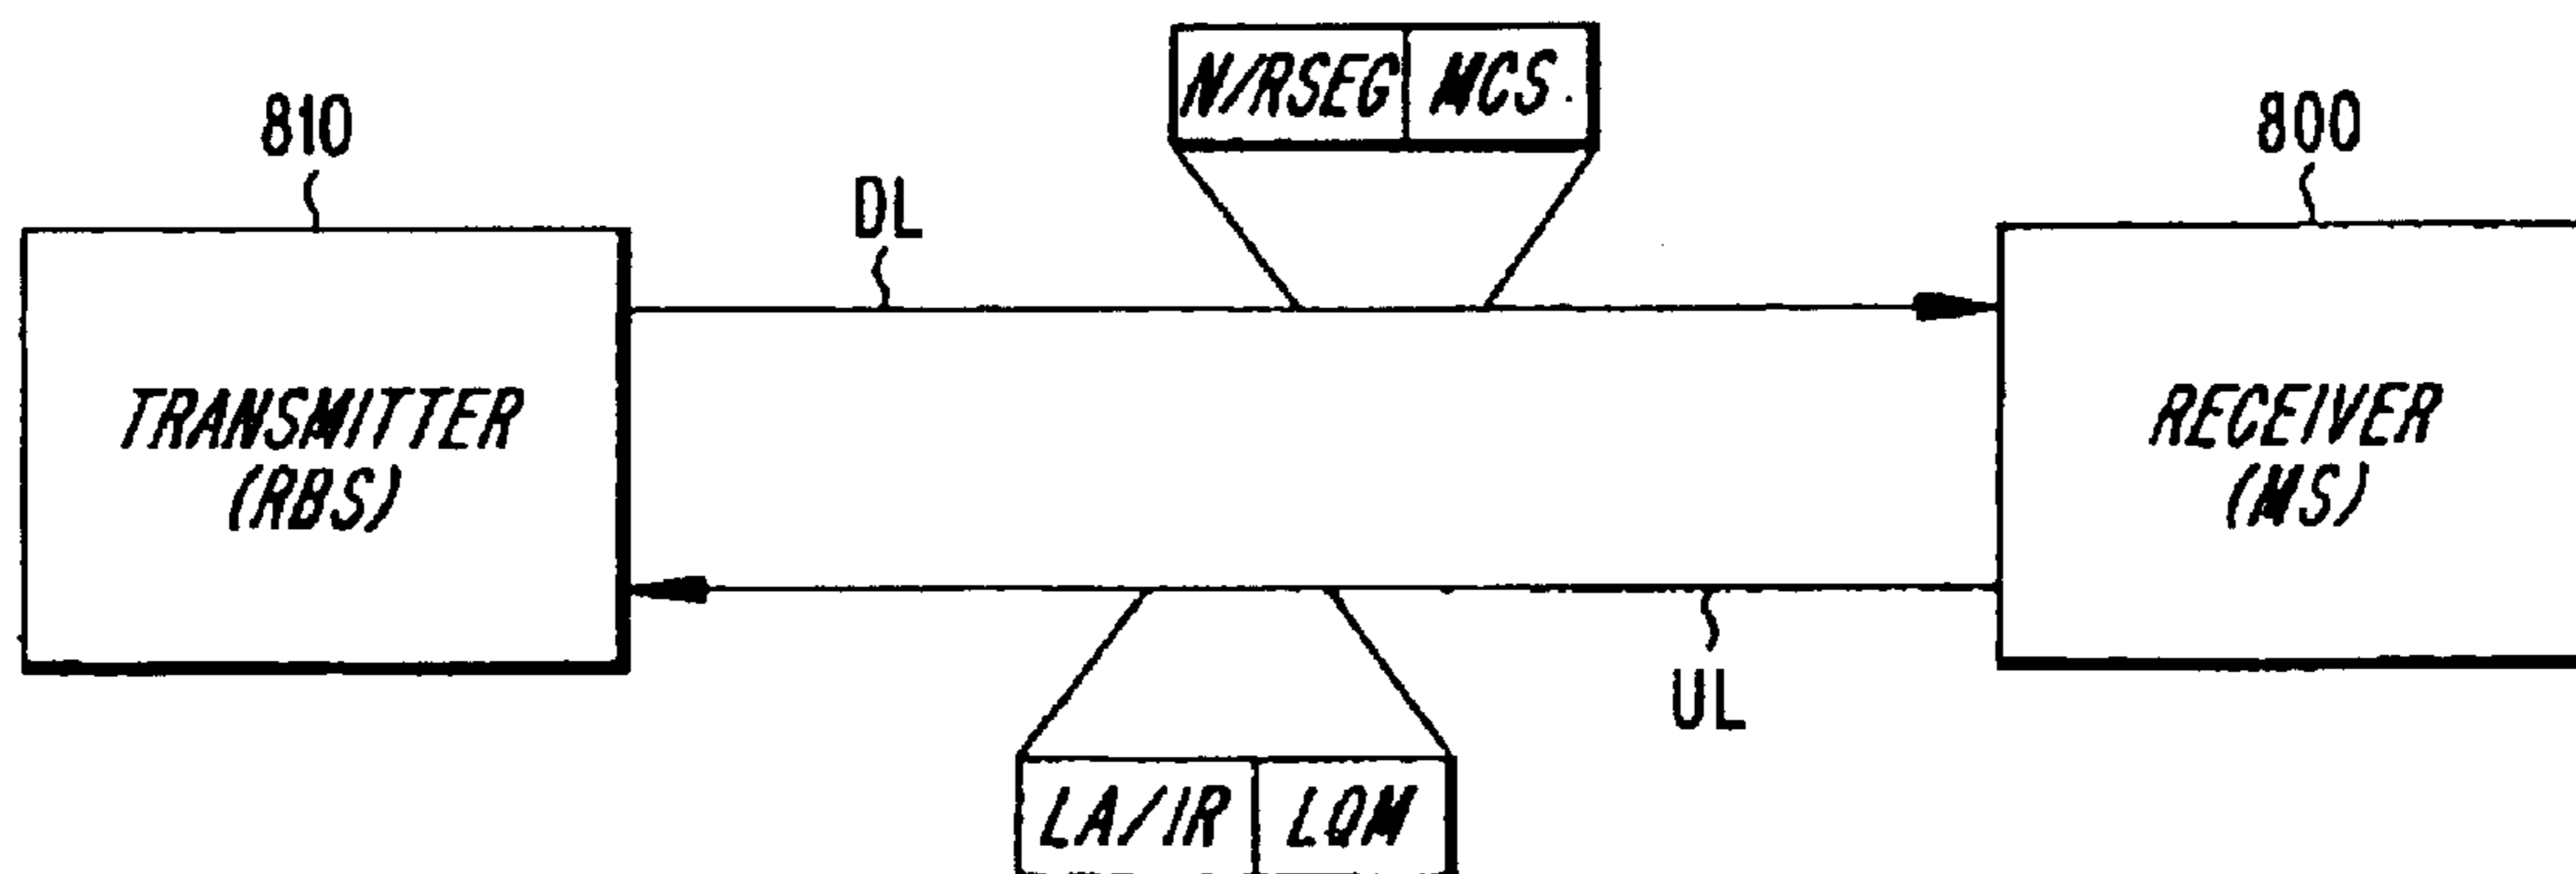 N/RSEG MCS
810
800
DL
TRANSMITTER
(RBS)
RECEIVER
(MS)
UL
LA/IR LQM